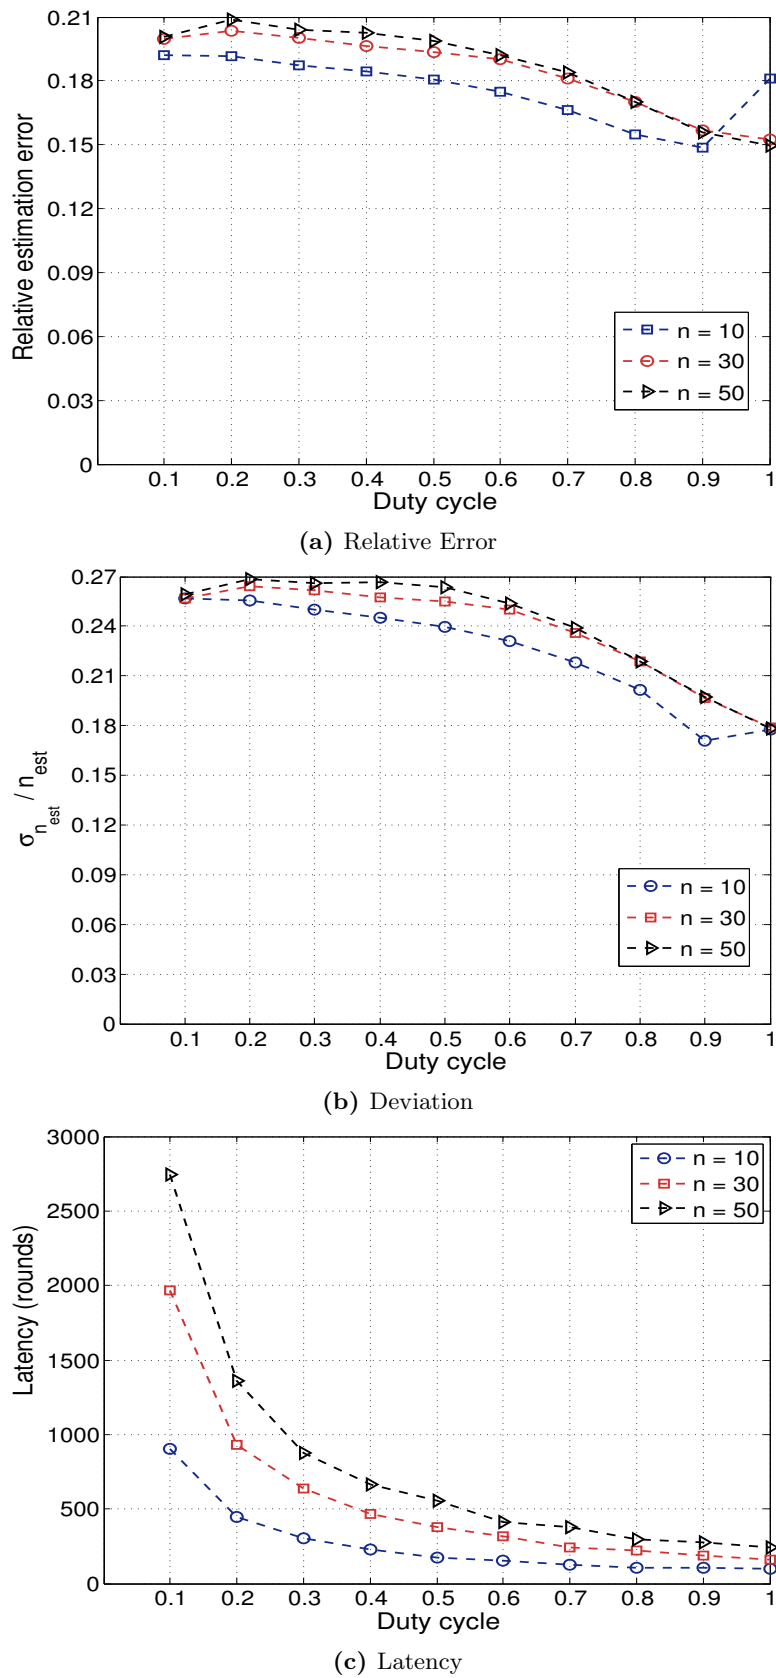 0.21
0.18
0.15
0.12
0.09
0.06
0.03
0
Relative estimation error
n = 10
n = 30
n = 50
0.1 0.2 0.3 0.4 0.5 0.6 0.7 0.8 0.9 1
Duty cycle
(a) Relative Error
0.27
0.24
0.21
0.18
0.15
0.12
0.09
0.06
0.03
0
σ_{n_{est}} / n_{est}
n = 10
n = 30
n = 50
0.1 0.2 0.3 0.4 0.5 0.6 0.7 0.8 0.9 1
Duty cycle
(b) Deviation
3000
2500
2000
1500
1000
500
0
Latency (rounds)
n = 10
n = 30
n = 50
0.1 0.2 0.3 0.4 0.5 0.6 0.7 0.8 0.9 1
Duty cycle
(c) Latency